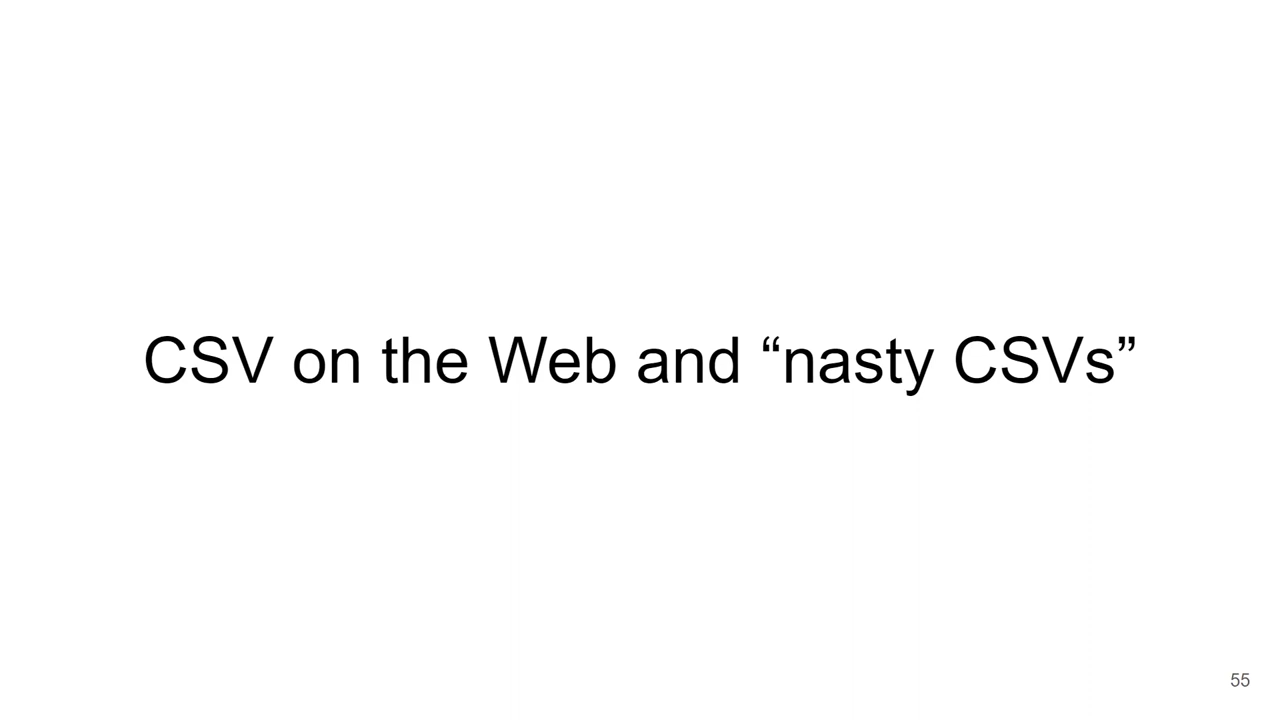 CSV on the Web and “nasty CSVs”
55